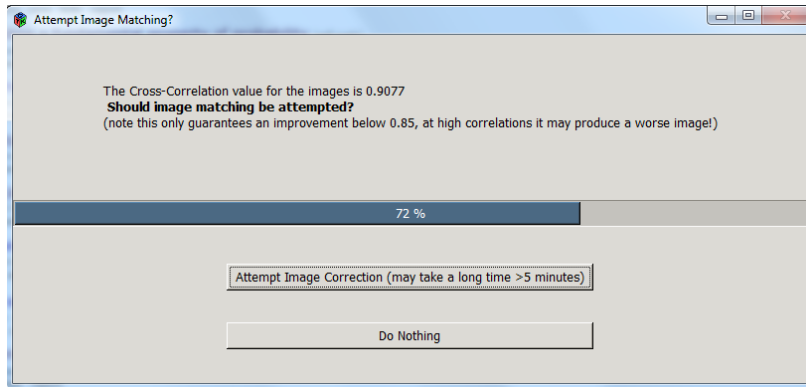 Attempt Image Matching?
The Cross-Correlation value for the images is 0.9077
Should image matching be attempted?
(note this only guarantees an improvement below 0.85, at high correlations it may produce a worse image!)
72 %
Attempt Image Correction (may take a long time >5 minutes)
Do Nothing